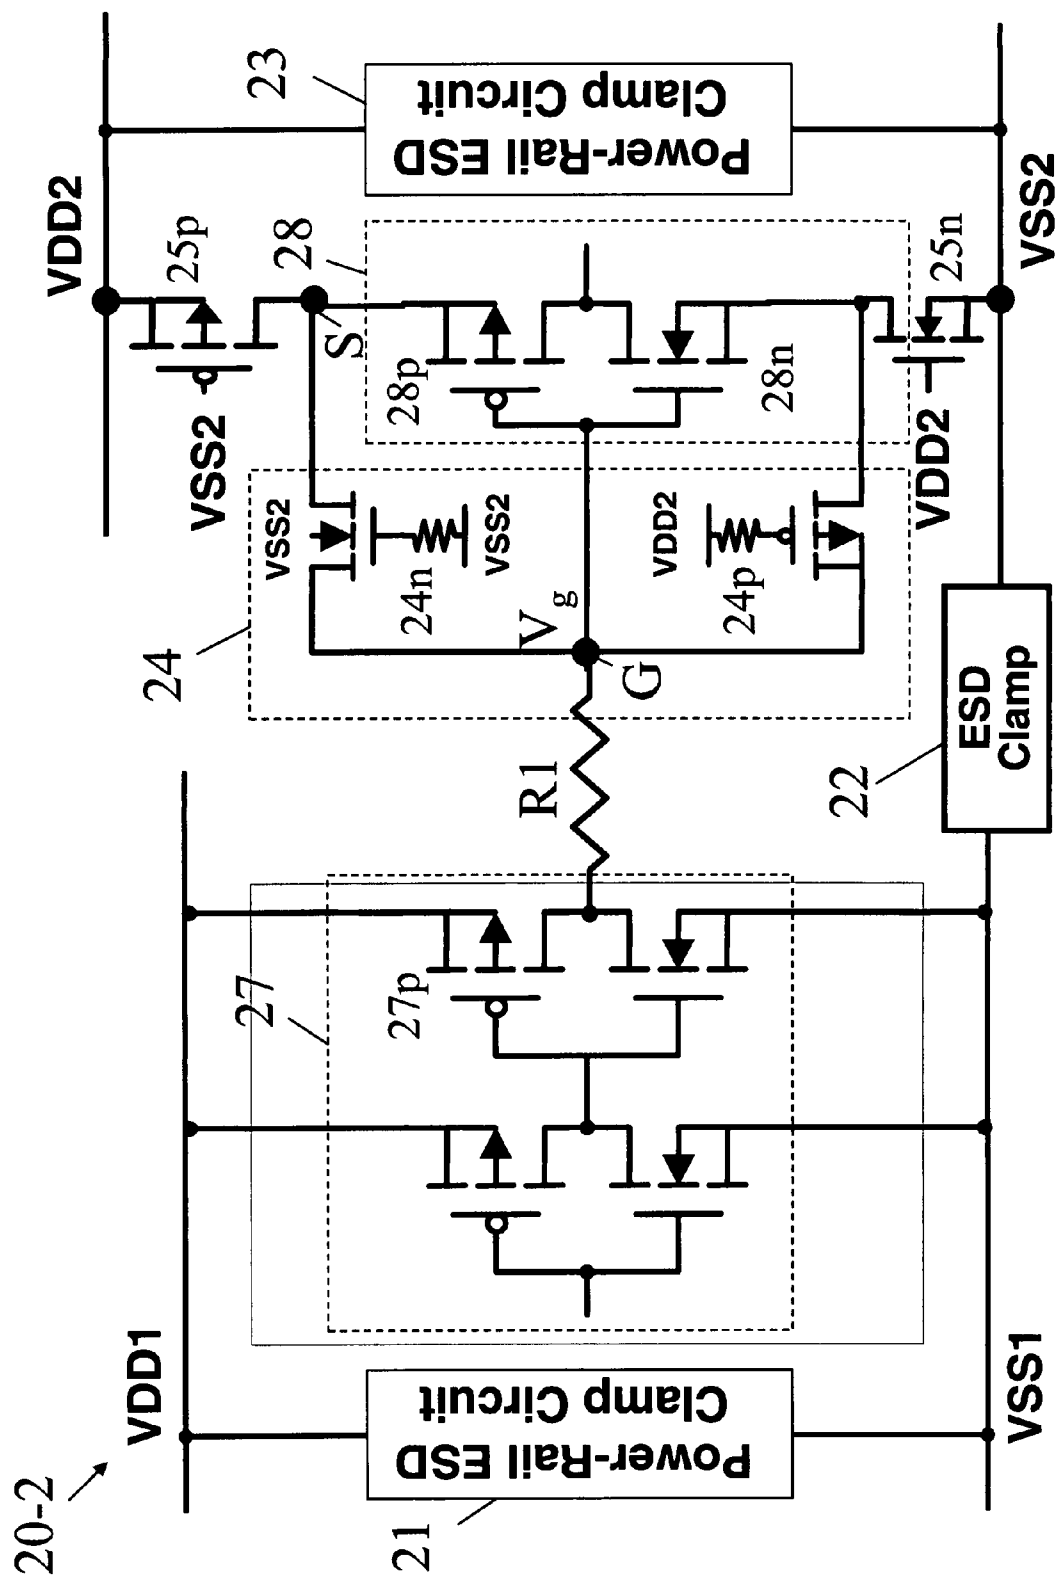 20-2
VDD1
VDD2
21
Power-Rail ESD
Clamp Circuit
VSS1
27
27p
R1
24
G
Vg
VSS2
24n
VSS2
VDD2
24p
22
ESD
Clamp
VSS2
25p
S
28
28p
28n
VDD2
25n
23
Power-Rail ESD
Clamp Circuit
VSS2